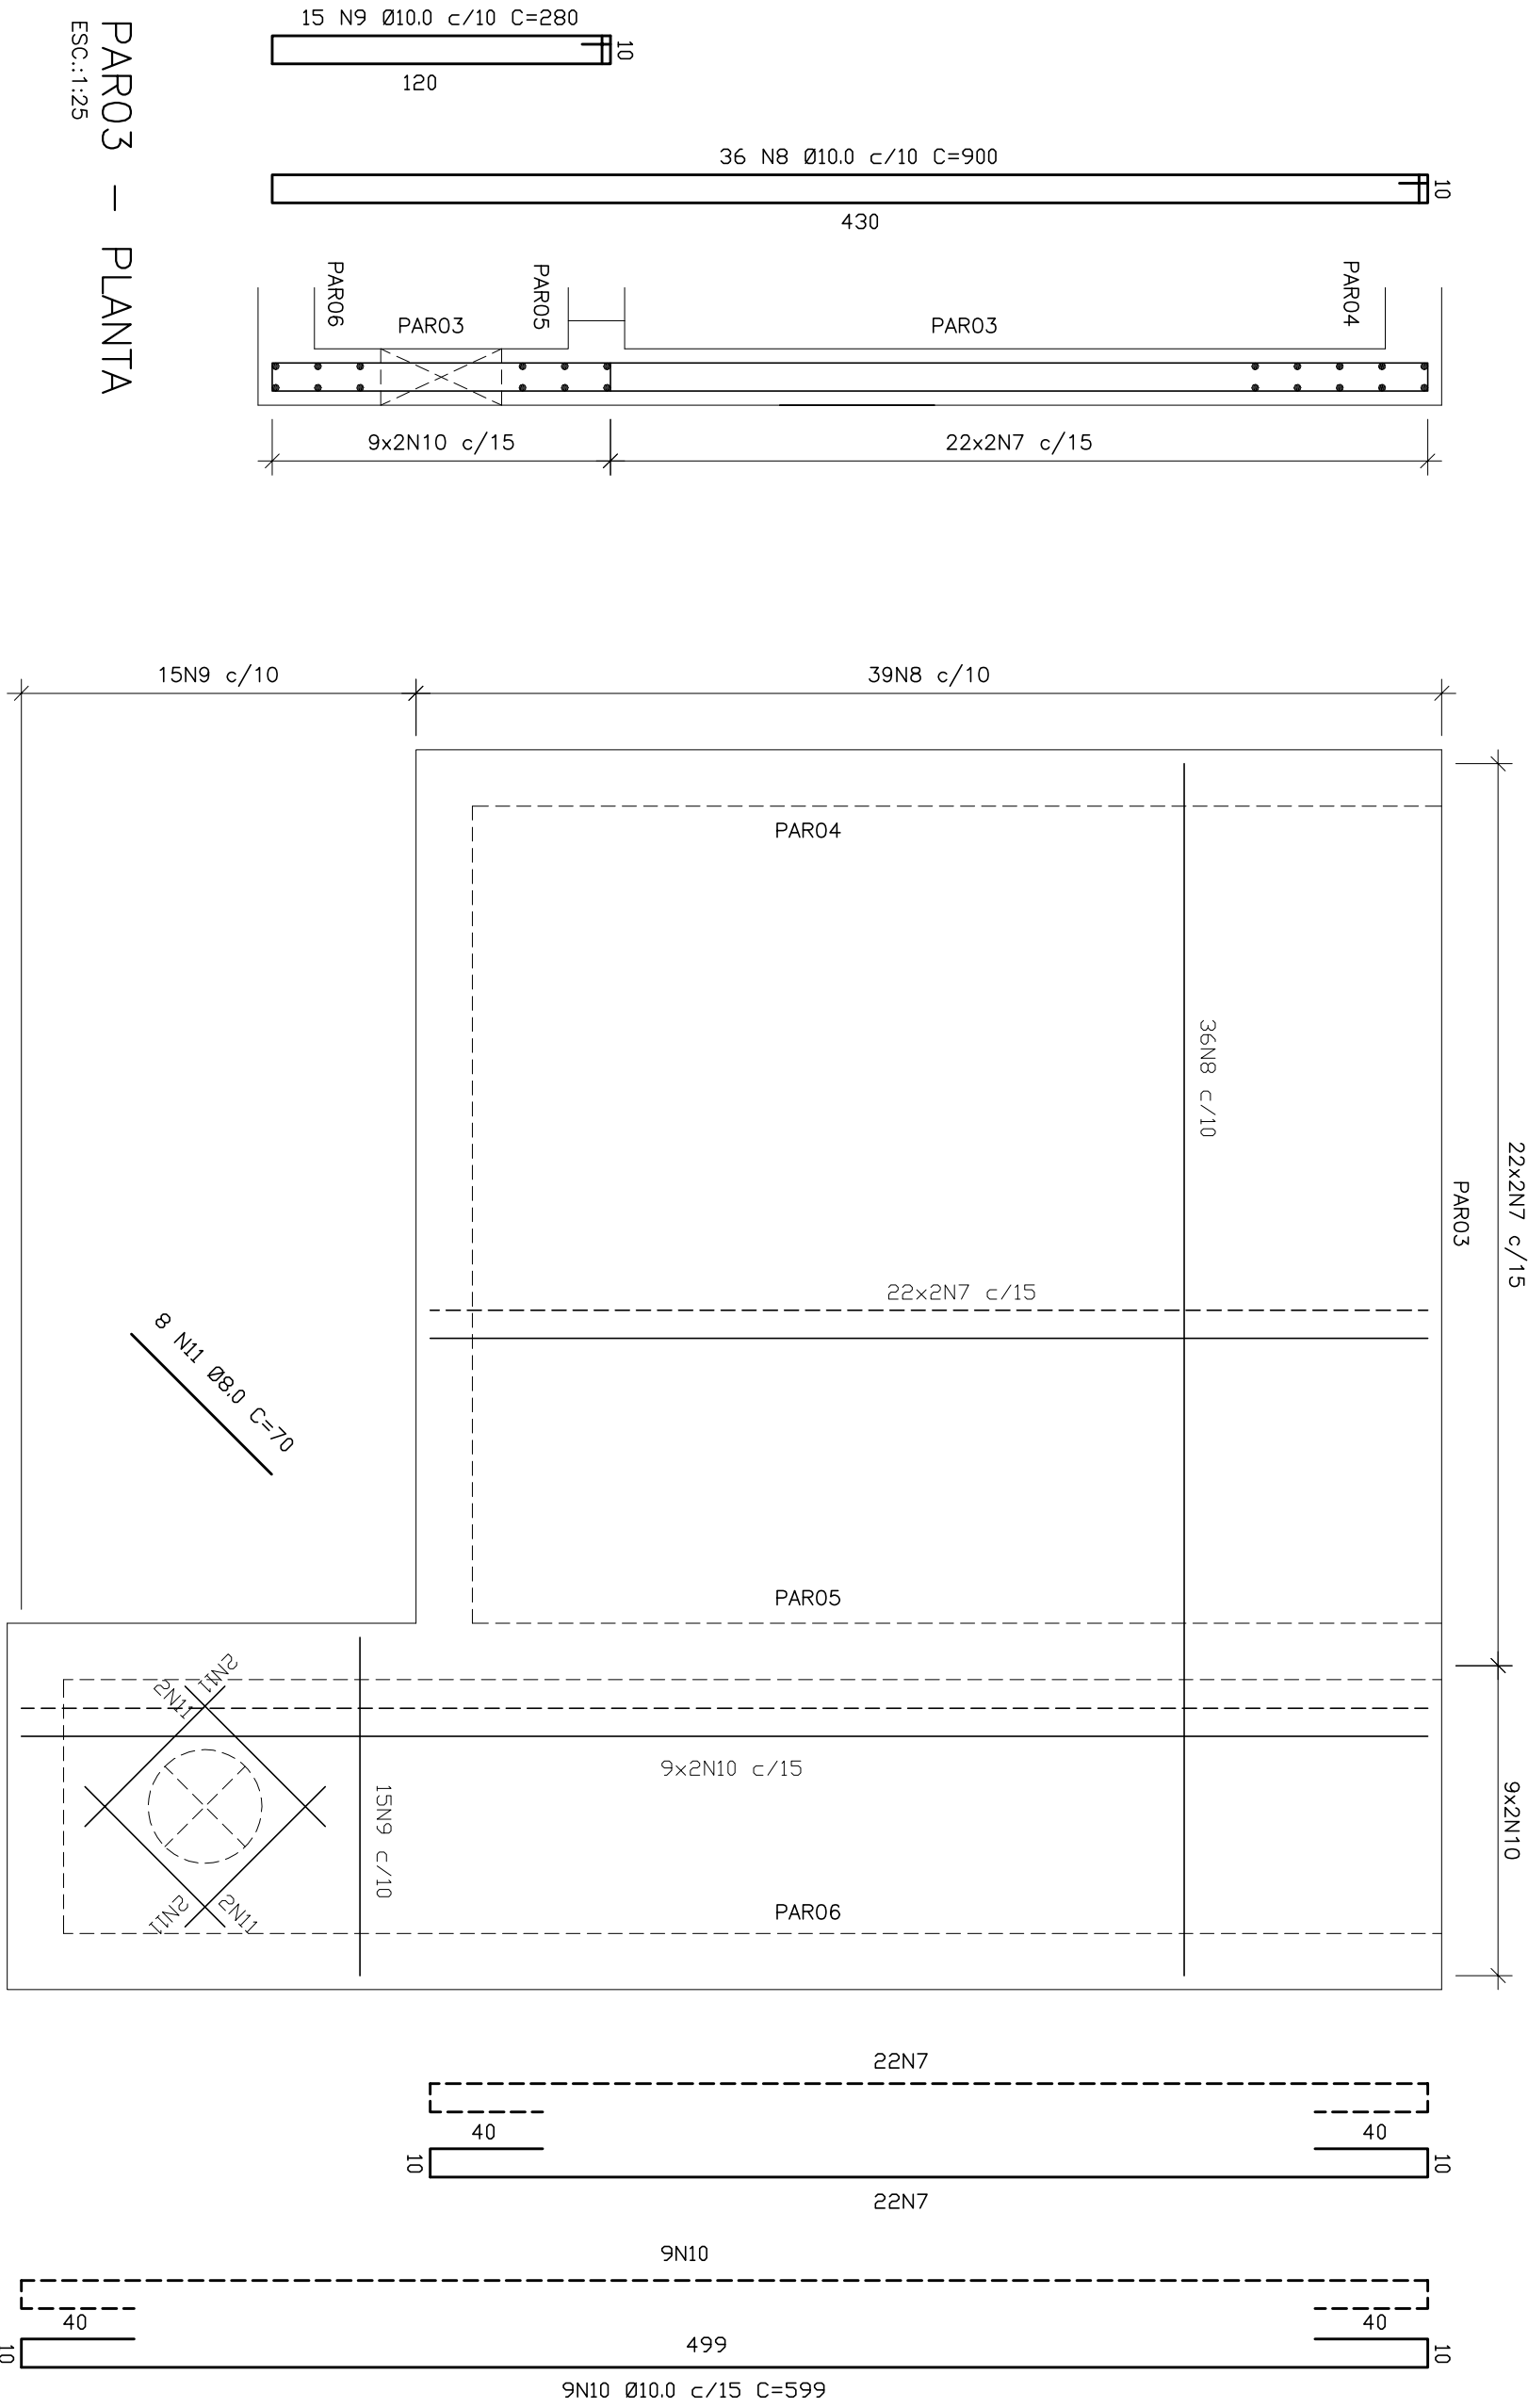 15 N9 Ø10.0 c/10 C=280
10
120
36 N8 Ø10.0 c/10 C=900
10
430
PAR03 - PLANTA
ESC.:1:25
PAR06
PAR03
PAR05
PAR03
PAR04
9x2N10 c/15
22x2N7 c/15
15N9 c/10
39N8 c/10
PAR04
36N8 c/10
22x2N7 c/15
PAR03
22x2N7 c/15
8 N11 Ø8.0 C=70
PAR05
2N11
2N11
9x2N10 c/15
9x2N10
15N9 c/10
2N11
2N11
PAR06
22N7
40
40
10
10
22N7
9N10
40
40
10
499
10
9N10 Ø10.0 c/15 C=599